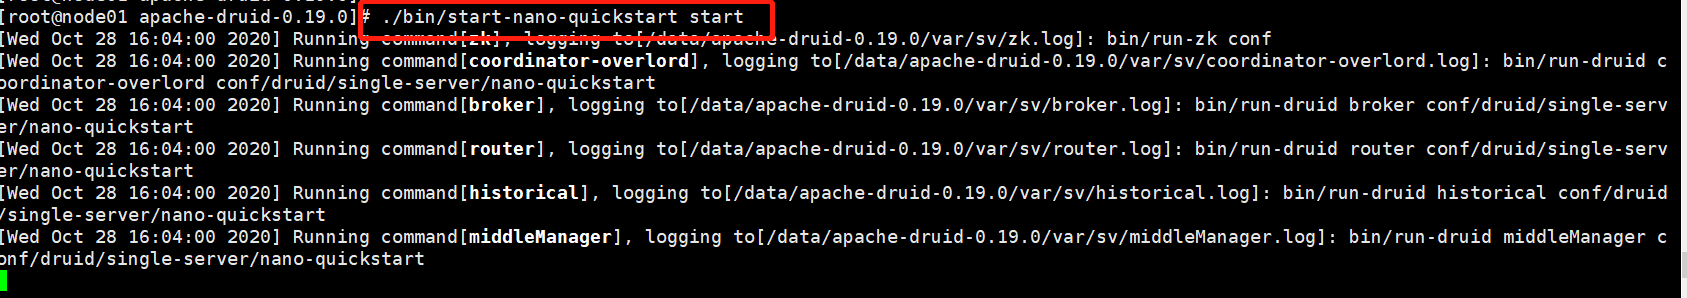 [root@node01 apache-druid-0.19.0]# ./bin/start-nano-quickstart start
[Wed Oct 28 16:04:00 2020] Running command[zk], logging to[/data/apache-druid-0.19.0/var/sv/zk.log]: bin/run-zk conf
[Wed Oct 28 16:04:00 2020] Running command[coordinator-overlord], logging to[/data/apache-druid-0.19.0/var/sv/coordinator-overlord.log]: bin/run-druid c
oordinator-overlord conf/druid/single-server/nano-quickstart
[Wed Oct 28 16:04:00 2020] Running command[broker], logging to[/data/apache-druid-0.19.0/var/sv/broker.log]: bin/run-druid broker conf/druid/single-serv
er/nano-quickstart
[Wed Oct 28 16:04:00 2020] Running command[router], logging to[/data/apache-druid-0.19.0/var/sv/router.log]: bin/run-druid router conf/druid/single-serv
er/nano-quickstart
[Wed Oct 28 16:04:00 2020] Running command[historical], logging to[/data/apache-druid-0.19.0/var/sv/historical.log]: bin/run-druid historical conf/druid
/single-server/nano-quickstart
[Wed Oct 28 16:04:00 2020] Running command[middleManager], logging to[/data/apache-druid-0.19.0/var/sv/middleManager.log]: bin/run-druid middleManager c
onf/druid/single-server/nano-quickstart